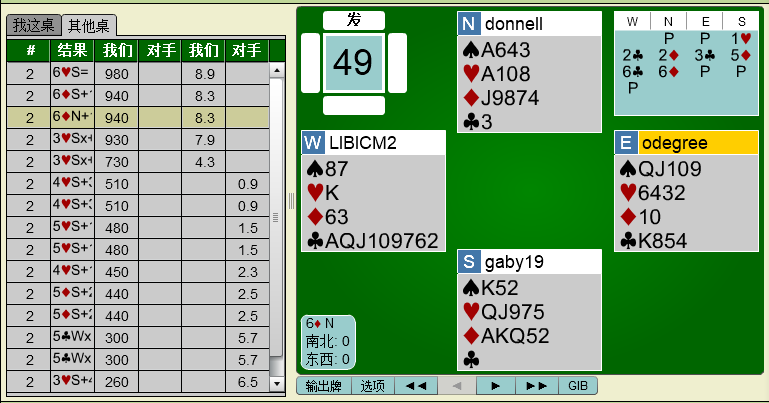 我这桌 其他桌
# 结果 我们 对手 我们 对手
2 6♥S= 980 8.9
2 6♦S+ 940 8.3
2 6♦N+ 940 8.3
2 3♥Sx+ 930 7.9
2 3♥Sx+ 730 4.3
2 4♥S+ 510 0.9
2 4♥S+ 510 0.9
2 5♥S+ 480 1.5
2 5♥S+ 480 1.5
2 4♥S+ 450 2.3
2 5♦S+2 440 2.5
2 5♦S+2 440 2.5
2 5♣Wx 300 5.7
2 5♣Wx 300 5.7
2 3♥S+4 260 6.5
发
49
N donnell
♠A643
♥A108
♦J9874
♣3
W N E S
P P 1♥
2♣ 2♦ 3♣ 5♦
6♣ 6♦ P P
P
W LIBICM2
♠87
♥K
♦63
♣AQJ109762
E odegree
♠QJ109
♥6432
♦10
♣K854
S gaby19
♠K52
♥QJ975
♦AKQ52
♣
6♦ N
南北: 0
东西: 0
输出牌 选项 ◄◄ ◄ ► ►► GIB